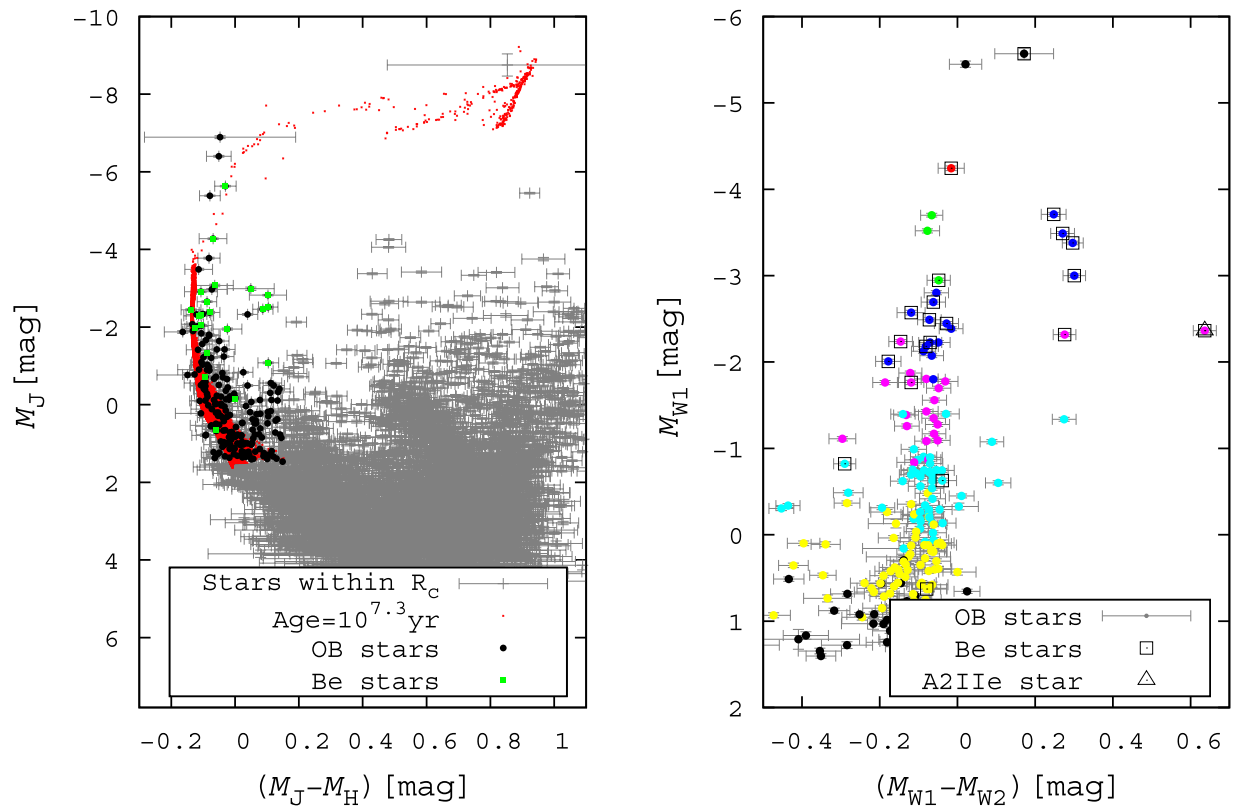 -10
-8
-6
-4
-2
0
2
4
6
M_J [mag]
-0.2 0 0.2 0.4 0.6 0.8 1
(M_J−M_H) [mag]
Stars within R_C
Age=10^7.3yr
OB stars
Be stars
-6
-5
-4
-3
-2
-1
0
1
2
M_W1 [mag]
-0.4 -0.2 0 0.2 0.4 0.6
(M_W1−M_W2) [mag]
OB stars
Be stars
A2IIe star